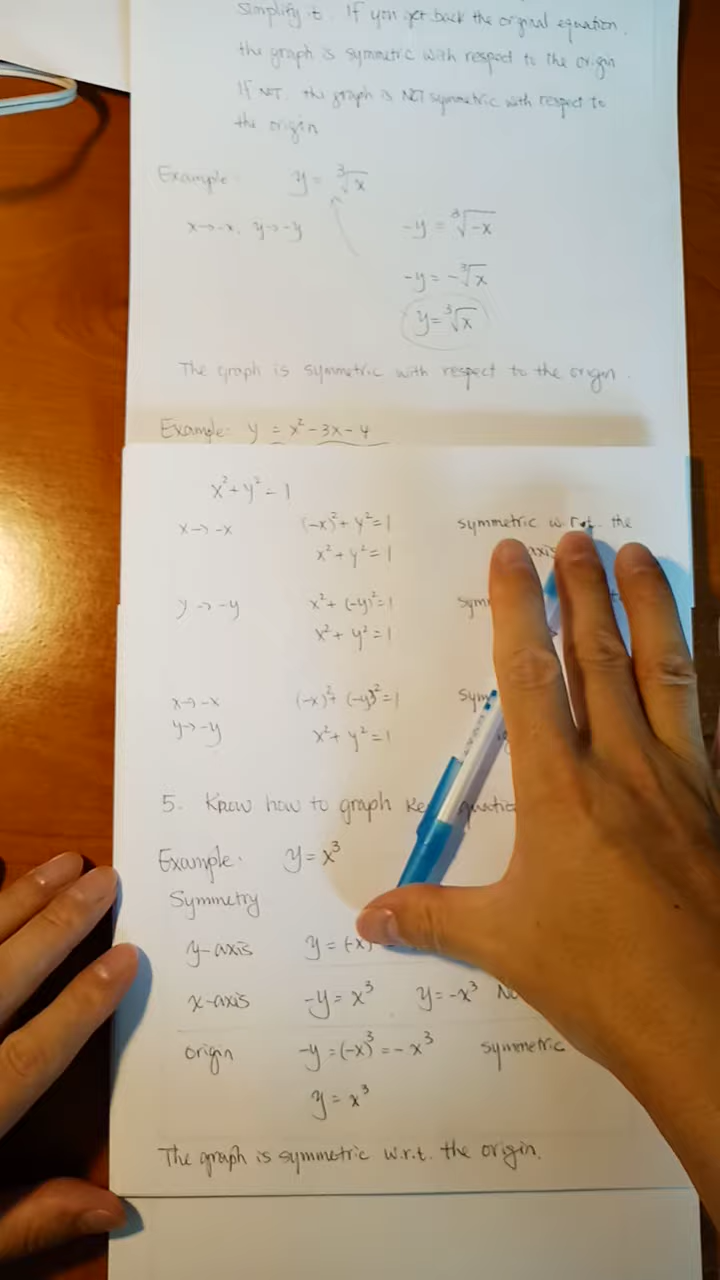 simplify it. If you get back the original equation,
the graph is symmetric with respect to the origin
If NOT, the graph is NOT symmetric with respect to
the origin
Example: y = ∛x
x→-x, y→-y
-y = ∛-x
-y = -∛x
y = ∛x
The graph is symmetric with respect to the origin.
Example: y = x² - 3x - 4
x² + y² = 1
x → -x (-x)² + y² = 1 symmetric w.r.t. the
x² + y² = 1 axis
y → -y x² + (-y)² = 1
x² + y² = 1
x → -x (-x)² + (-y)² = 1
y → -y x² + y² = 1
5. Know how to graph
Example: y = x³
Symmetry
y-axis y = (-x)
x-axis -y = x³ y = -x³
origin -y = (-x)³ = -x³ symmetric
y = x³
The graph is symmetric w.r.t. the origin.